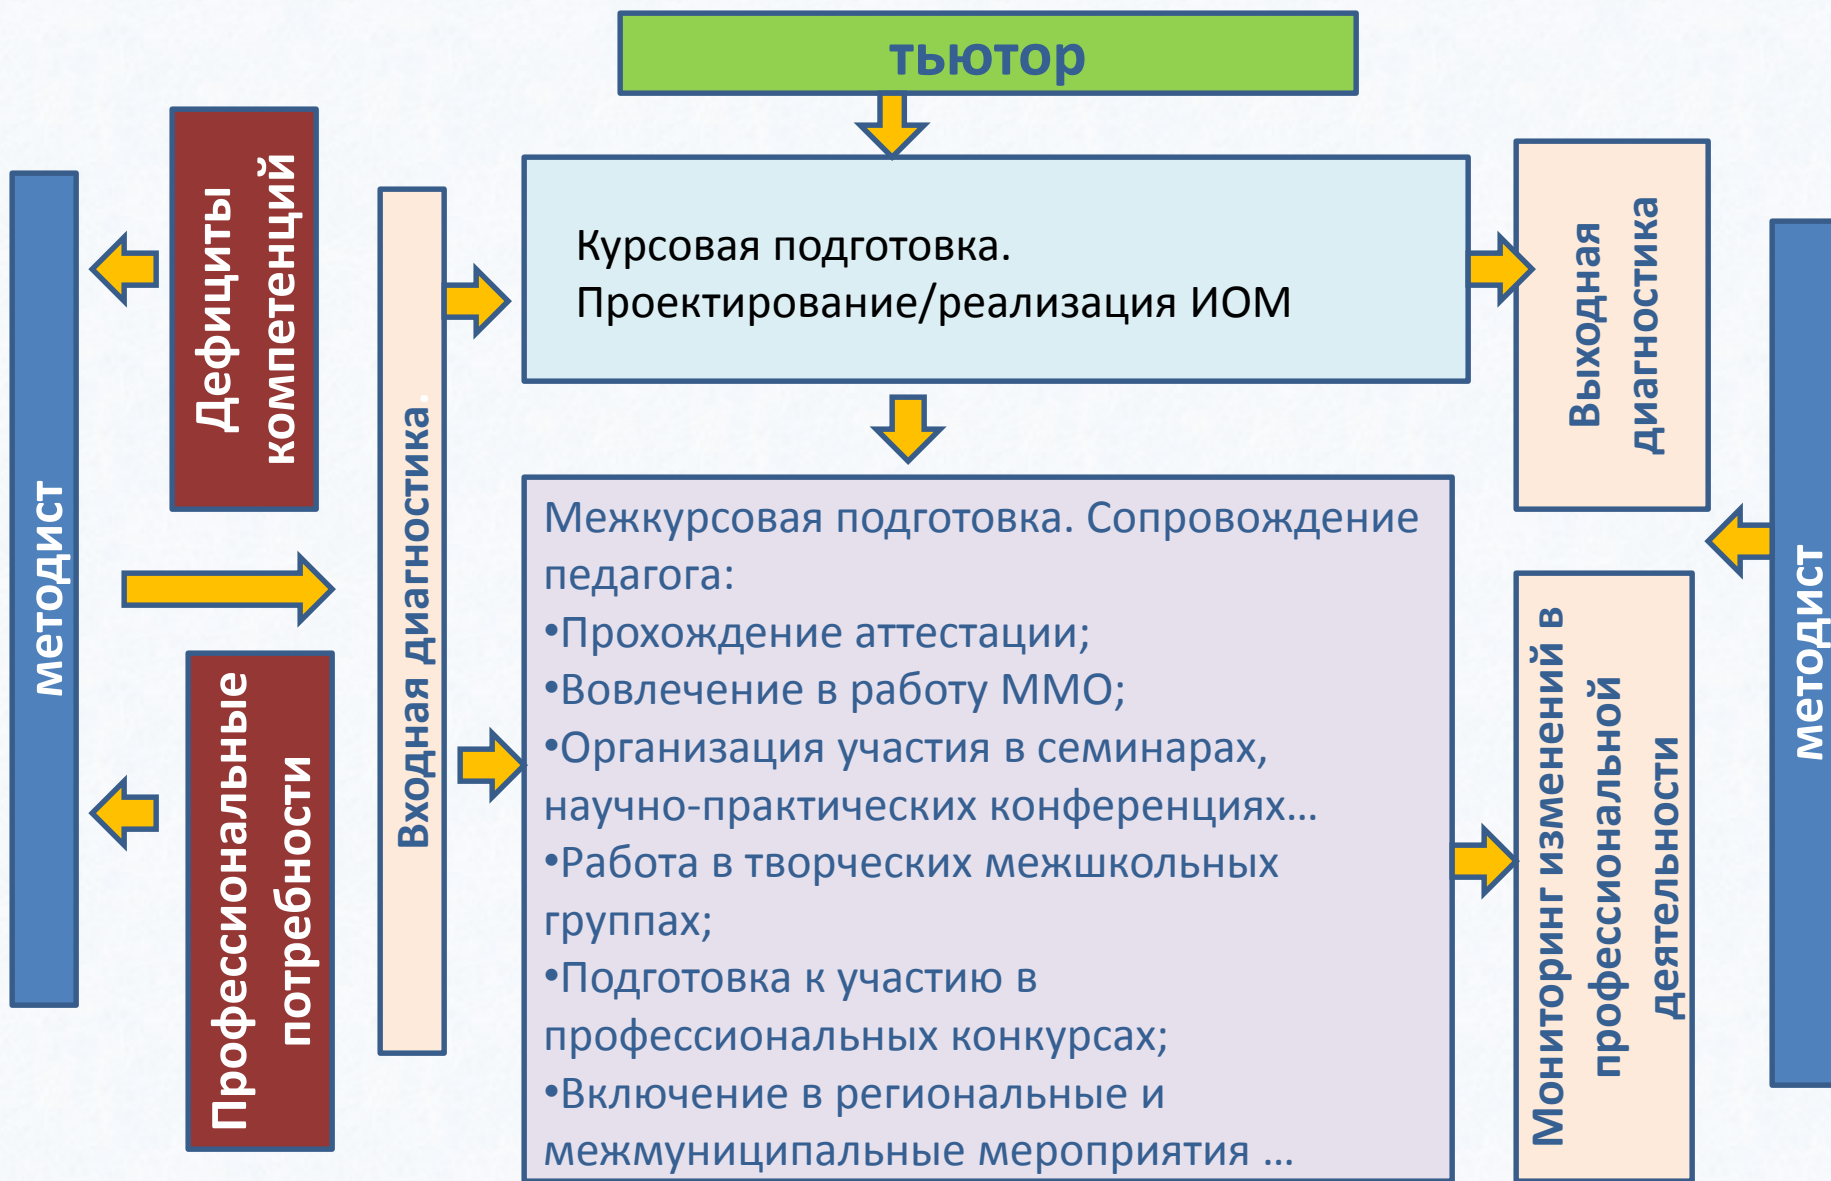 тьютор
методист
Дефициты
компетенций
Профессиональные
потребности
Входная диагностика.
Курсовая подготовка.
Проектирование/реализация ИОМ
Межкурсовая подготовка. Сопровождение
педагога:
•Прохождение аттестации;
•Вовлечение в работу ММО;
•Организация участия в семинарах,
научно-практических конференциях...
•Работа в творческих межшкольных
группах;
•Подготовка к участию в
профессиональных конкурсах;
•Включение в региональные и
межмуниципальные мероприятия ...
Выходная
диагностика
Мониторинг изменений в
профессиональной
деятельности
методист